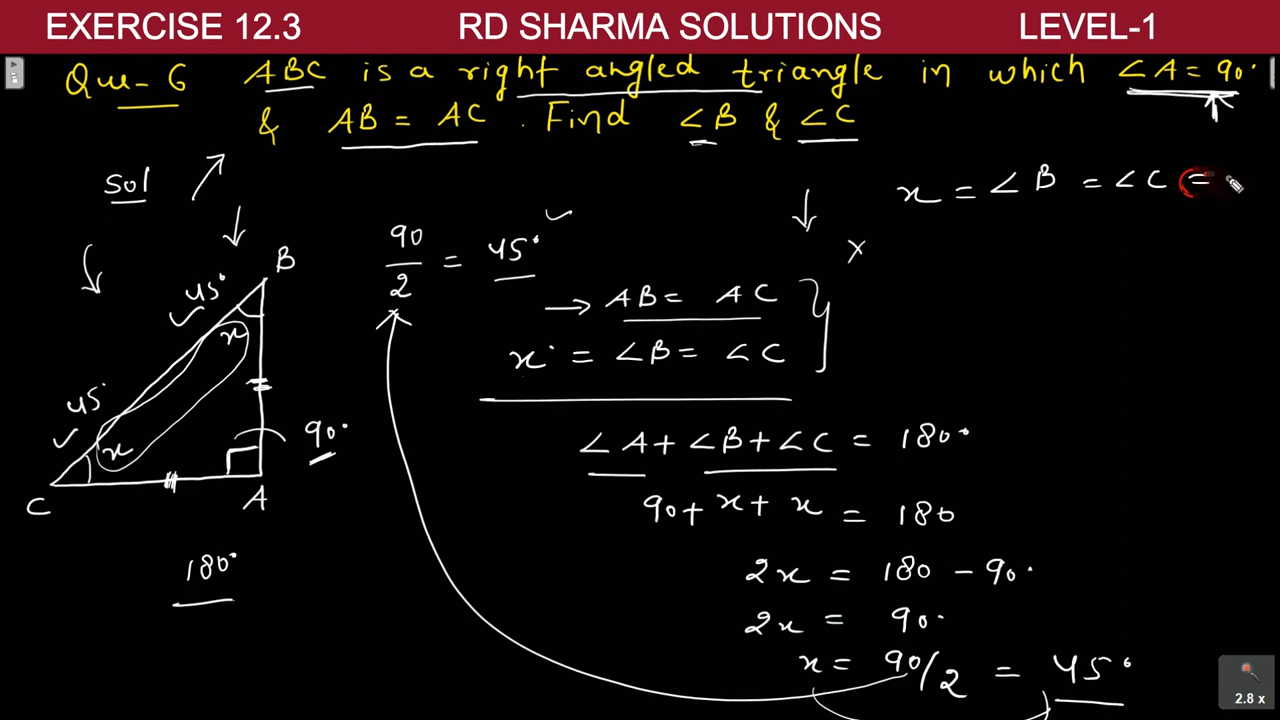 EXERCISE 12.3 RD SHARMA SOLUTIONS LEVEL-1
Que-6 ABC is a right angled triangle in which ∠A = 90°
& AB = AC . Find ∠B & ∠C
Sol
x = ∠B = ∠C =
90/2 = 45°
x
→ AB = AC
x° = ∠B = ∠C
B
45°
x
45°
x
90°
C
A
180°
∠A + ∠B + ∠C = 180°
90 + x + x = 180
2x = 180 - 90°
2x = 90°
x = 90/2 = 45°
2.8 x